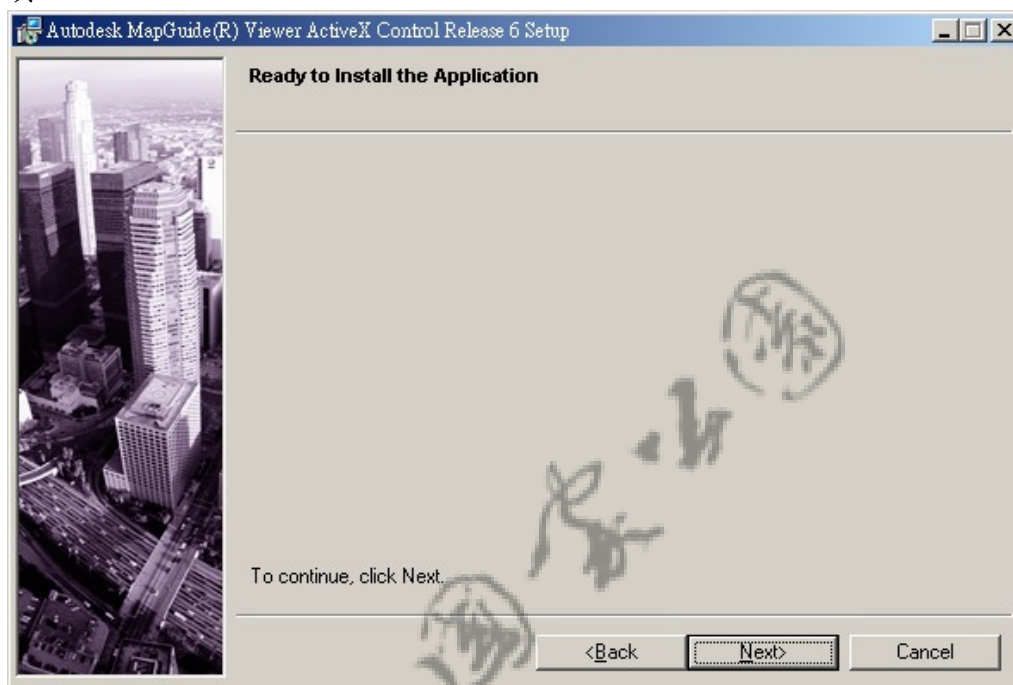 Autodesk MapGuide(R) Viewer ActiveX Control Release 6 Setup
Ready to Install the Application
To continue, click Next.
<Back
Next>
Cancel